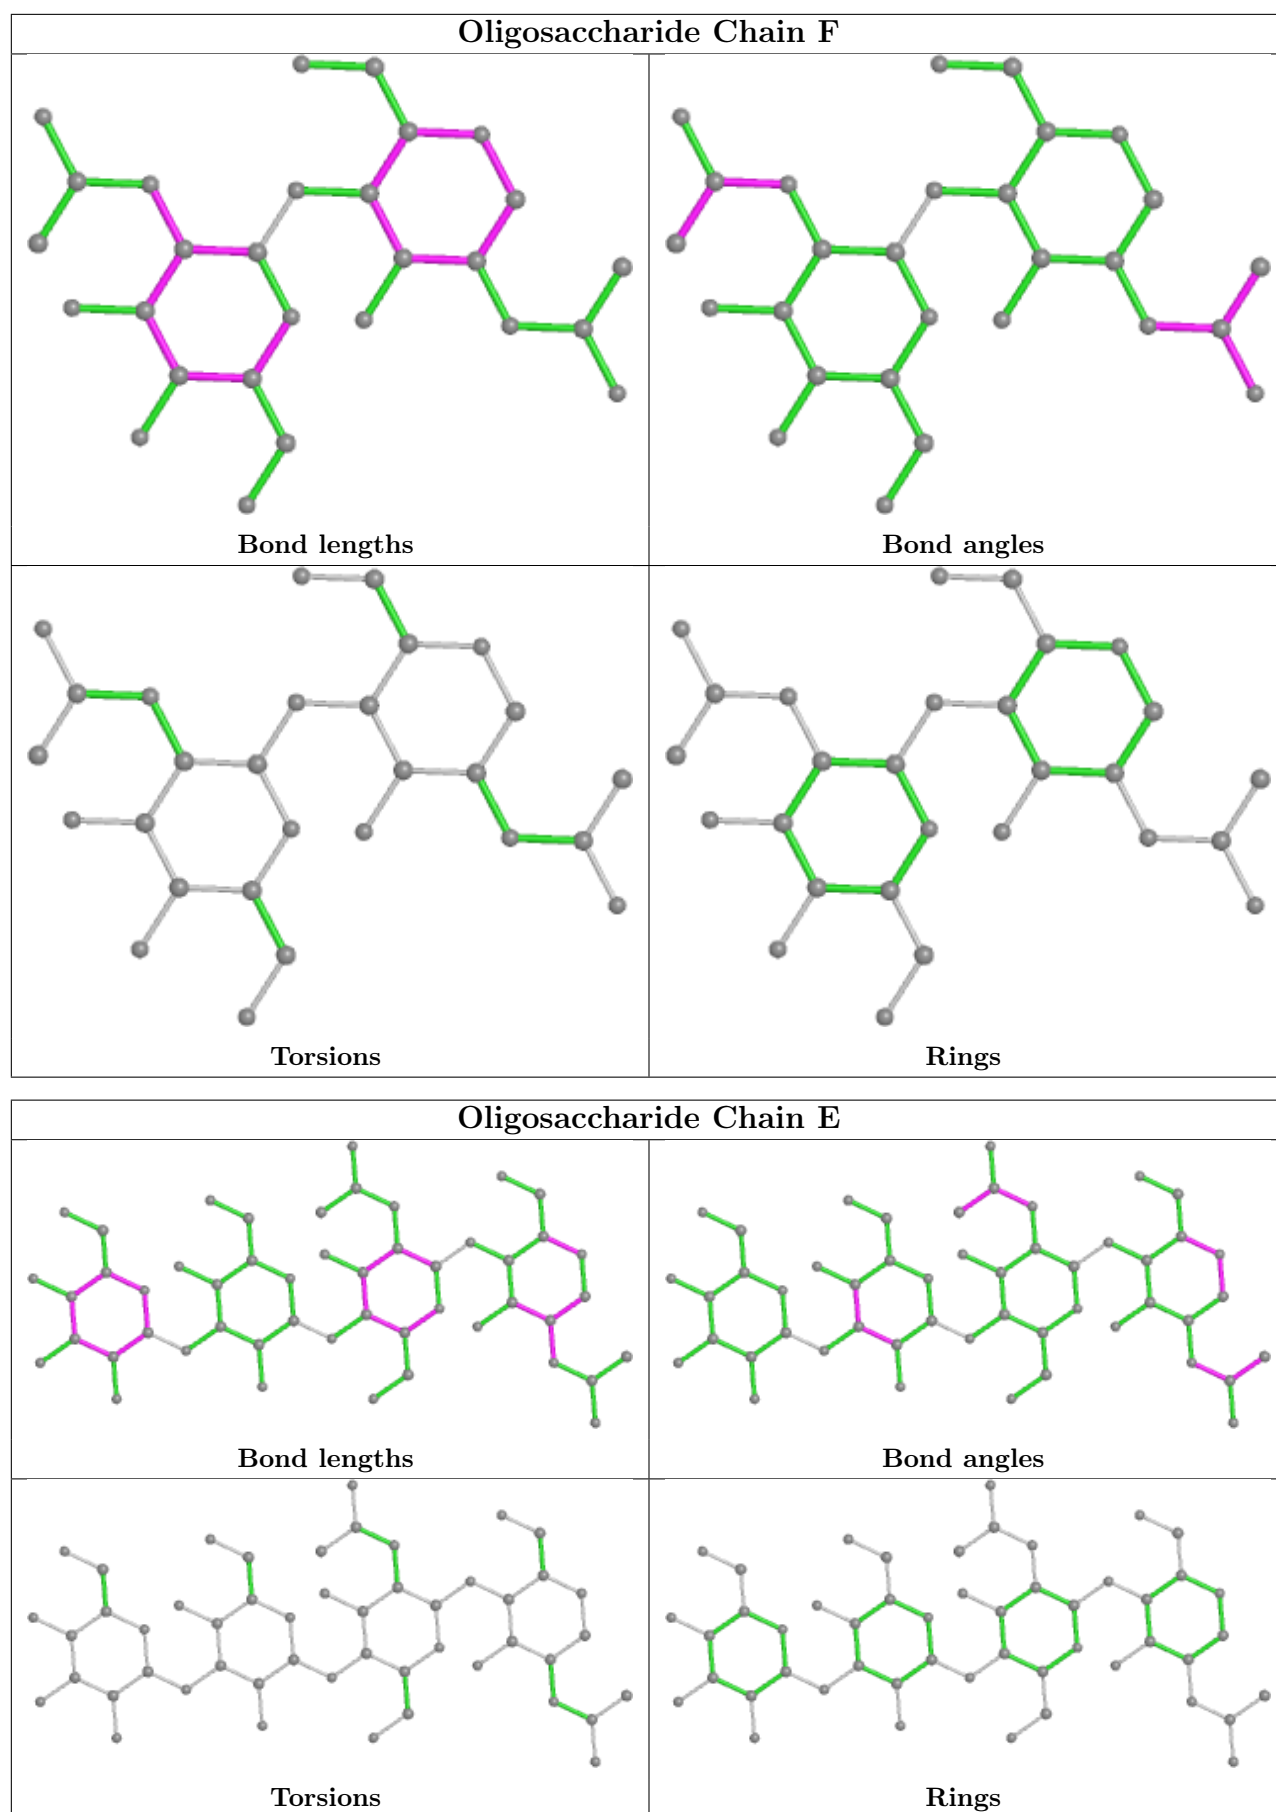 Oligosaccharide Chain F
Bond lengths
Bond angles
Torsions
Rings
Oligosaccharide Chain E
Bond lengths
Bond angles
Torsions
Rings